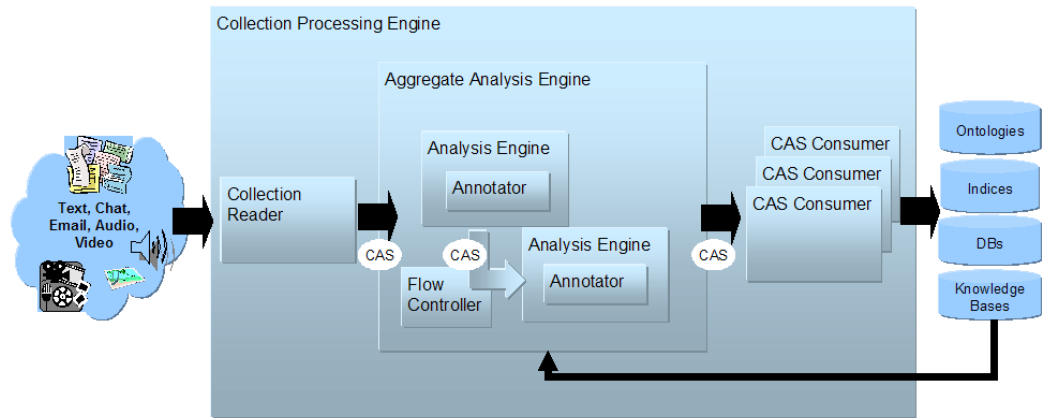 Collection Processing Engine
Aggregate Analysis Engine
Text, Chat,
Email, Audio,
Video
Collection
Reader
CAS
Analysis Engine
Annotator
CAS
Flow
Controller
Analysis Engine
Annotator
CAS
CAS Consumer
CAS Consumer
CAS Consumer
Ontologies
Indices
DBs
Knowledge
Bases